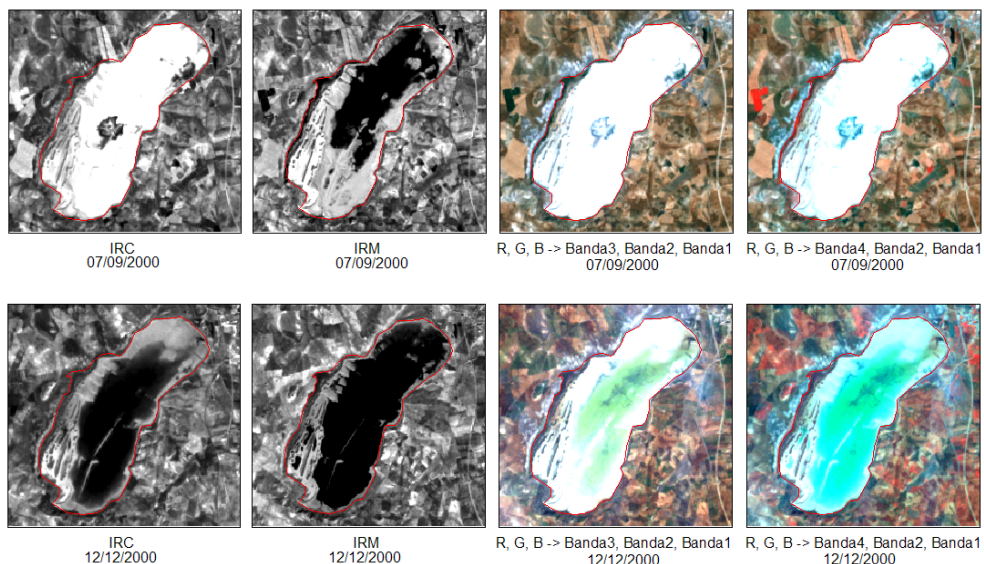 IRC
07/09/2000
IRM
07/09/2000
R, G, B -> Banda3, Banda2, Banda1
07/09/2000
R, G, B -> Banda4, Banda2, Banda1
07/09/2000
IRC
12/12/2000
IRM
12/12/2000
R, G, B -> Banda3, Banda2, Banda1
12/12/2000
R, G, B -> Banda4, Banda2, Banda1
12/12/2000